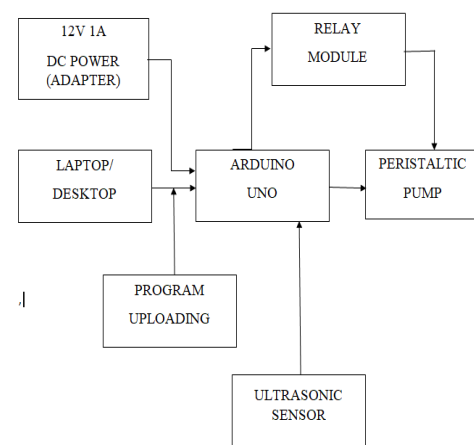 12V 1A
DC POWER
(ADAPTER)
RELAY
MODULE
LAPTOP/
DESKTOP
ARDUINO
UNO
PERISTALTIC
PUMP
PROGRAM
UPLOADING
,
ULTRASONIC
SENSOR